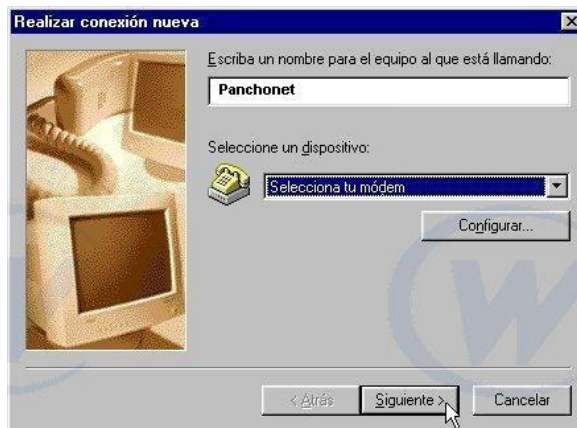 Realizar conexión nueva
Escriba un nombre para el equipo al que está llamando:
Panchonet
Seleccione un dispositivo:
Selecciona tu módem
Configurar...
< Atrás
Siguiente >
Cancelar
W